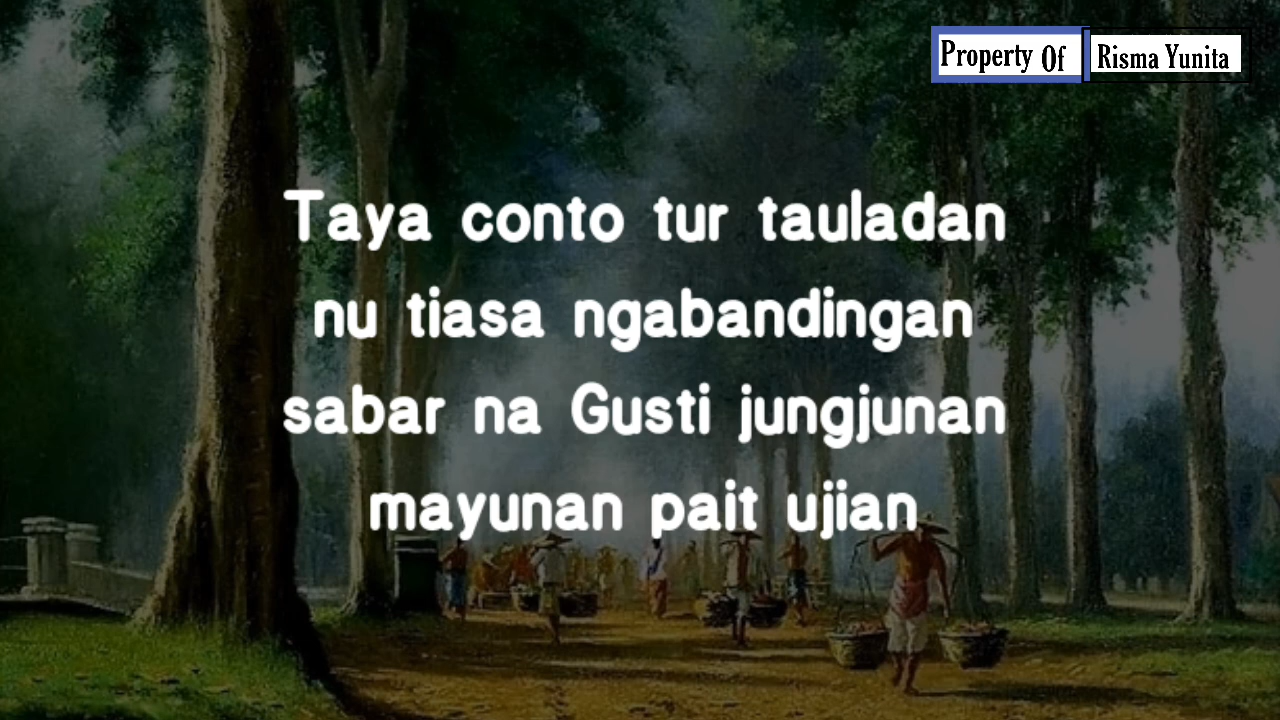 Property Of Risma Yunita
Taya conto tur tauladan
nu tiasa ngabandingan
sabar na Gusti jungjunan
mayunan pait ujian